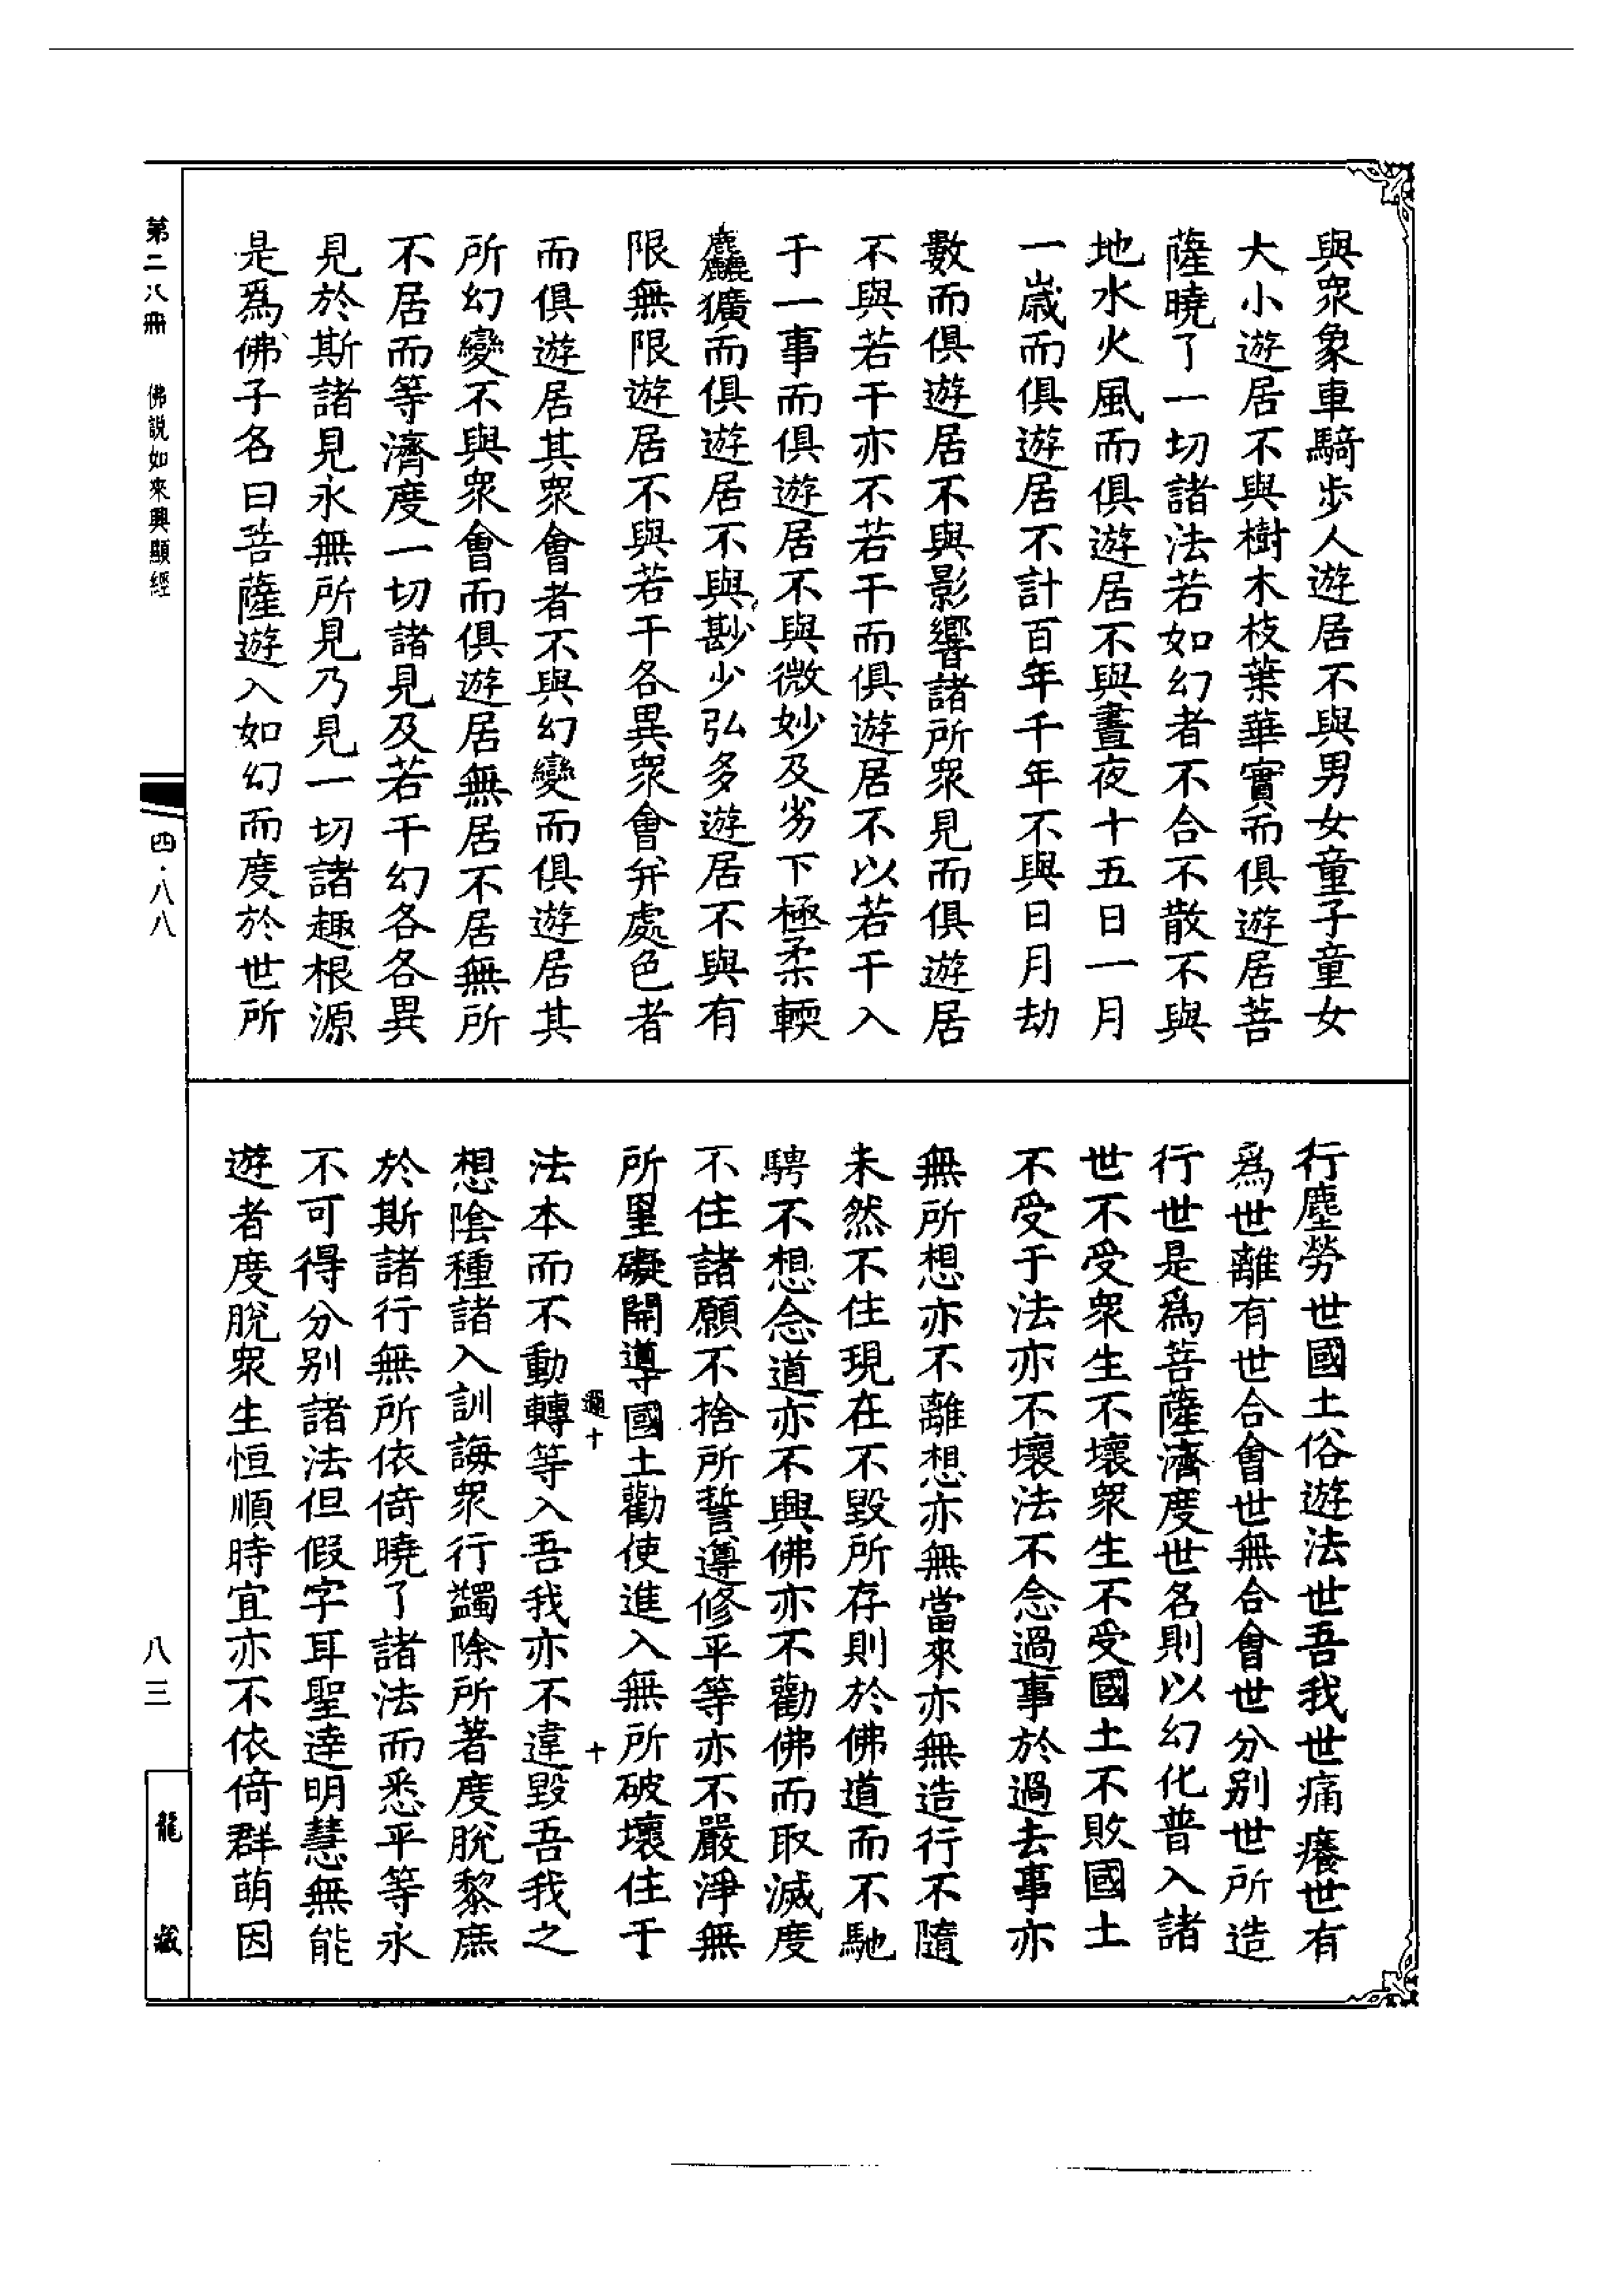 與衆象車騎步人遊居不與男女童子童女
大小遊居不與樹木枝葉華實而俱遊居菩
薩曉了一切諸法若如幻者不合不散不與
地水火風而俱遊居不與晝夜十五日一月
一歲而俱遊居不計百年千年不與日月劫
數而俱遊居不與影響諸所衆見而俱遊居
不與若干亦不若干而俱遊居不以若干入
于一事而俱遊居不與微妙及劣下極柔輭
麤獷而俱遊居不與尠少弘多遊居不與有
限無限遊居不與若干各異衆會幷處色者
而俱遊居其衆會者不與幻變而俱遊居其
所幻變不與衆會而俱遊居無居不居無所
不居而等濟度一切諸見及若干幻各各異
見於斯諸見永無所見乃見一切諸趣根源
是爲佛子名曰菩薩遊入如幻而度於世所
行塵勞世國土俗遊法世吾我世痛癢世有
爲世離有世合會世無合會世分別世所造
行世是爲菩薩濟度世名則以幻化普入諸
世不受衆生不壞衆生不受國土不敗國土
不受于法亦不壞法不念過事於過去事亦
無所想亦不離想亦無當來亦無造行不隨
未然不住現在不毀所存則於佛道而不馳
騁不想念道亦不興佛亦不勸佛而取滅度
不住諸願不捨所誓遵修平等亦不嚴淨無
所罣礙開導國土勸使進入無所破壞住于
法本而不動轉等入吾我亦不違毀吾我之
想陰種諸入訓誨衆行蠲除所著度脫黎庶
於斯諸行無所依倚曉了諸法而悉平等永
不可得分別諸法但假字耳聖達明慧無能
遊者度脫衆生恒順時宜亦不依倚群萌因
第二八冊 佛說如來興顯經
四·八八
八三
龍藏
十